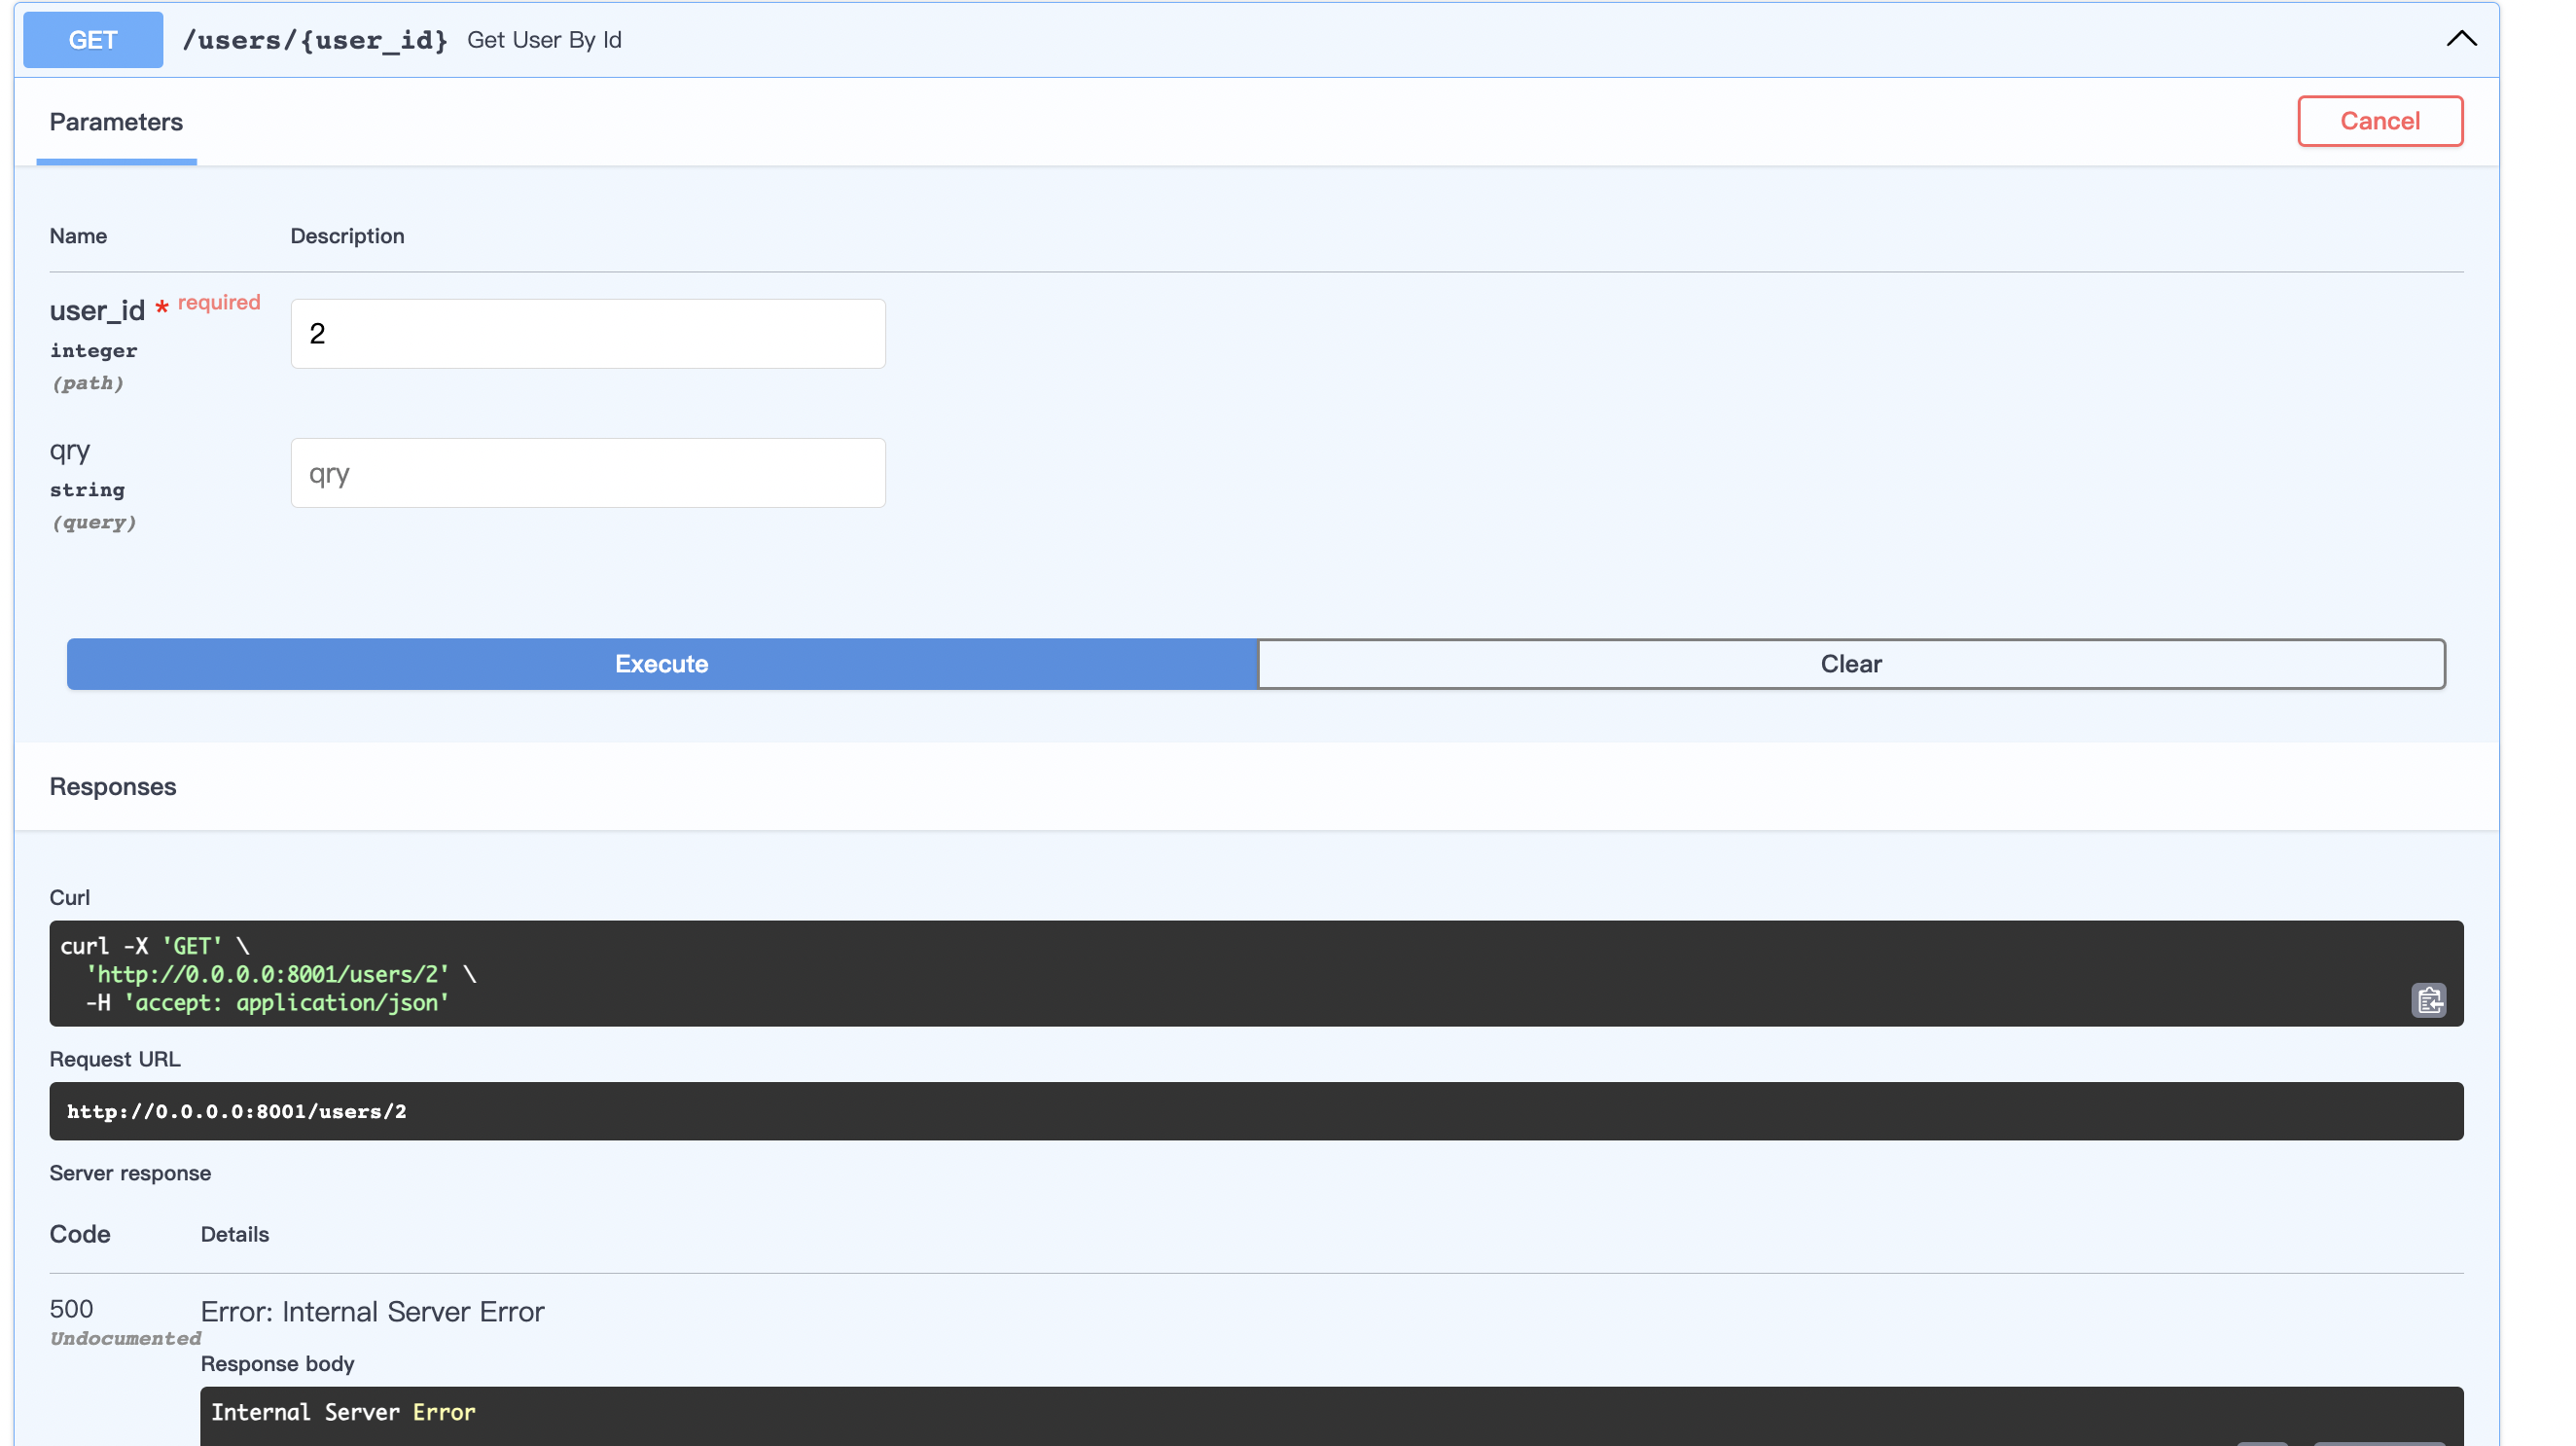 GET /users/{user_id} Get User By Id
Parameters
Cancel
Name Description
user_id * required
integer
(path)
2
qry
string
(query)
qry
Execute
Clear
Responses
Curl
curl -X 'GET' \
'http://0.0.0.0:8001/users/2' \
-H 'accept: application/json'
Request URL
http://0.0.0.0:8001/users/2
Server response
Code Details
500
Undocumented
Error: Internal Server Error
Response body
Internal Server Error